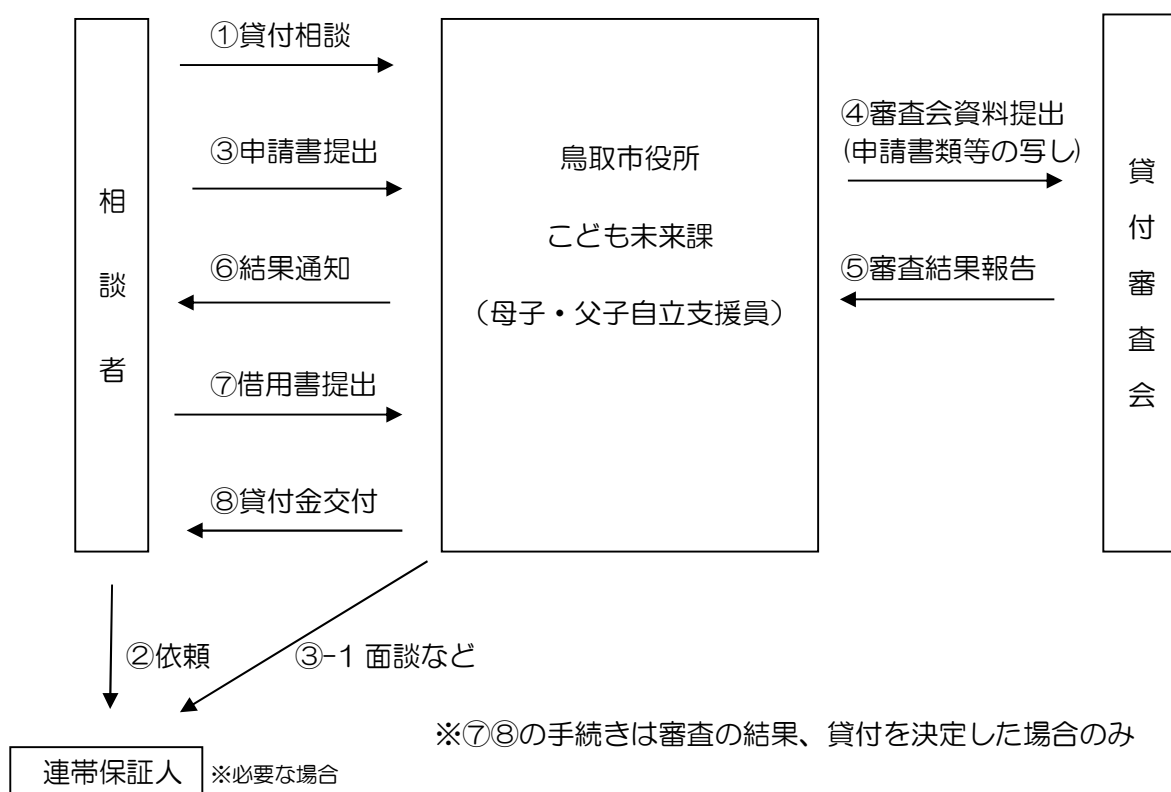 ①貸付相談
③申請書提出
⑥結果通知
⑦借用書提出
⑧貸付金交付
相談者
鳥取市役所
こども未来課
（母子・父子自立支援員）
④審査会資料提出
(申請書類等の写し)
⑤審査結果報告
貸付審査会
②依頼
③-1 面談など
※⑦⑧の手続きは審査の結果、貸付を決定した場合のみ
連帯保証人
※必要な場合